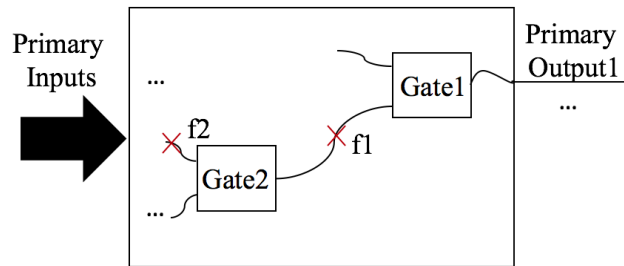 Primary
Inputs
...
f2
...
Gate2
f1
Gate1
Primary
Output1
...